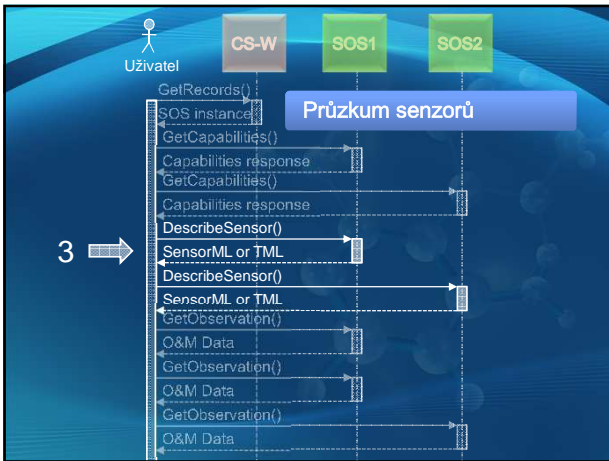 CS-W SOS1 SOS2
Uživatel
GetRecords()
Průzkum senzorů
SOS instance
GetCapabilities()
Capabilities response
GetCapabilities()
Capabilities response
DescribeSensor()
3
SensorML or TML
DescribeSensor()
SensorML or TML
GetObservation()
O&M Data
GetObservation()
O&M Data
GetObservation()
O&M Data